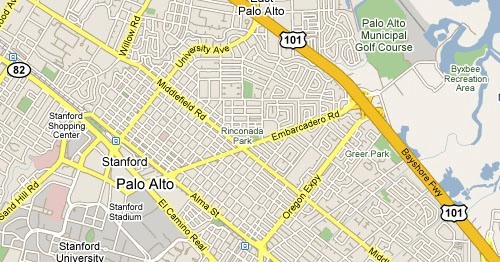 East
Palo Alto
Palo Alto
Municipal
Golf Course
Willow Rd
University Ave
101
82
Byxbee
Recreation
Area
Middlefield Rd
Stanford
Shopping
Center
Rinconada
Park
Embarcadero Rd
Greer Park
Bayshore Fwy
Stanford
Palo Alto
Sand Hill Rd
Alma St
Oregon Expy
Stanford
Stadium
El Camino Real
101
Stanford
University